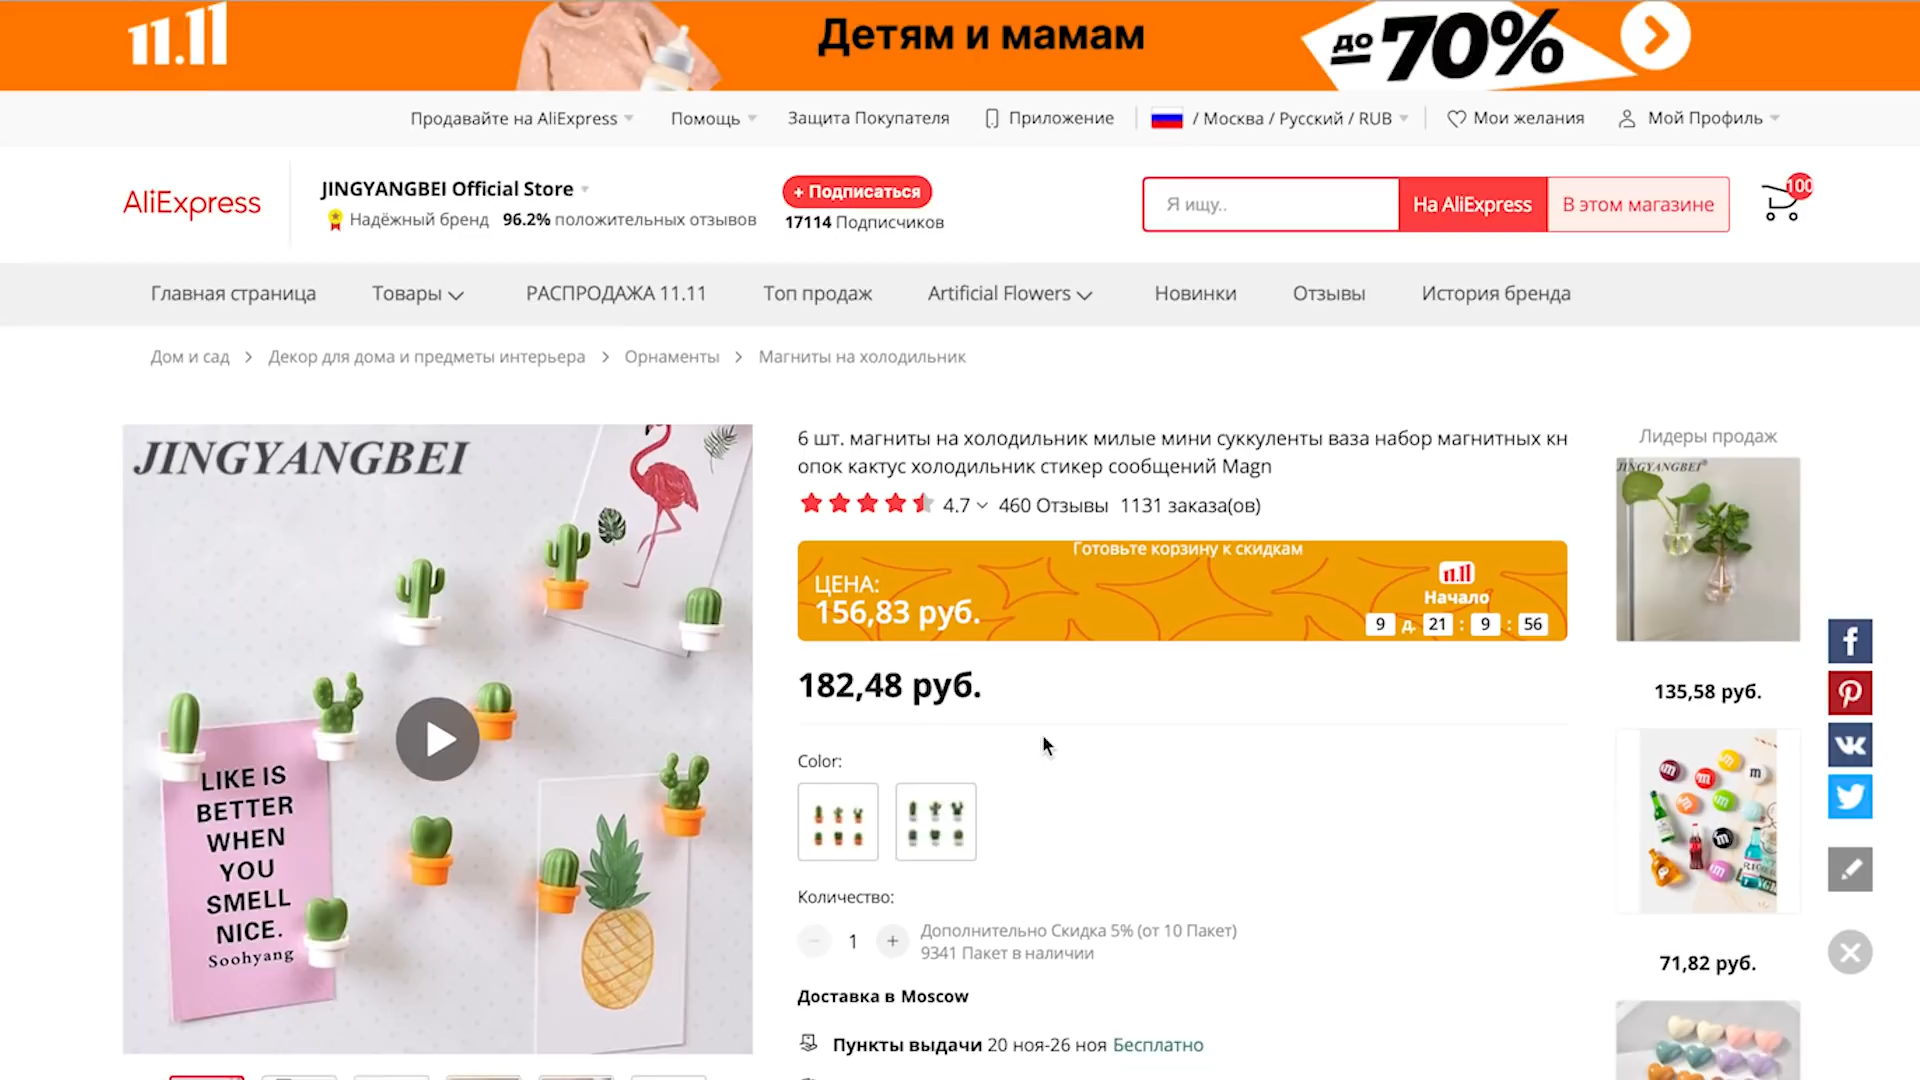 11.11
Детям и мамам
до 70%
Продавайте на AliExpress
Помощь
Защита Покупателя
Приложение
/ Москва / Русский / RUB
Мои желания
Мой Профиль
AliExpress
JINGYANGBEI Official Store
Надёжный бренд 96.2% положительных отзывов
+ Подписаться
17114 Подписчиков
Я ищу..
На AliExpress
В этом магазине
100
Главная страница
Товары
РАСПРОДАЖА 11.11
Топ продаж
Artificial Flowers
Новинки
Отзывы
История бренда
Дом и сад > Декор для дома и предметы интерьера > Орнаменты > Магниты на холодильник
JINGYANGBEI
LIKE IS
BETTER
WHEN
YOU
SMELL
NICE.
Soohyang
6 шт. магниты на холодильник милые мини суккуленты ваза набор магнитных кн
опок кактус холодильник стикер сообщений Magn
4.7 460 Отзывы 1131 заказа(ов)
Готовьте корзину к скидкам
ЦЕНА:
156,83 руб.
11.11
Начало
9 д. 21 : 9 : 56
182,48 руб.
Color:
Количество:
− 1 +
Дополнительно Скидка 5% (от 10 Пакет)
9341 Пакет в наличии
Доставка в Moscow
Пункты выдачи 20 ноя-26 ноя Бесплатно
Лидеры продаж
JINGYANGBEI
135,58 руб.
71,82 руб.